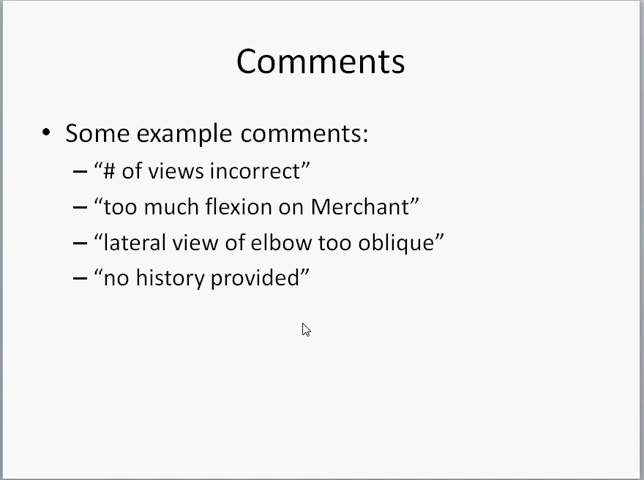 Comments
• Some example comments:
– “# of views incorrect”
– “too much flexion on Merchant”
– “lateral view of elbow too oblique”
– “no history provided”